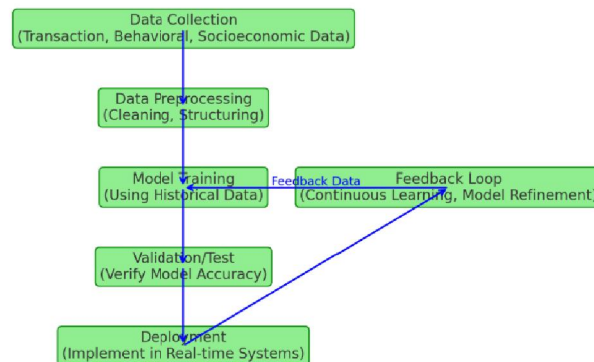 Data Collection
(Transaction, Behavioral, Socioeconomic Data)
Data Preprocessing
(Cleaning, Structuring)
Model Training
(Using Historical Data)
Feedback Data
Feedback Loop
(Continuous Learning, Model Refinement)
Validation/Test
(Verify Model Accuracy)
Deployment
(Implement in Real-time Systems)